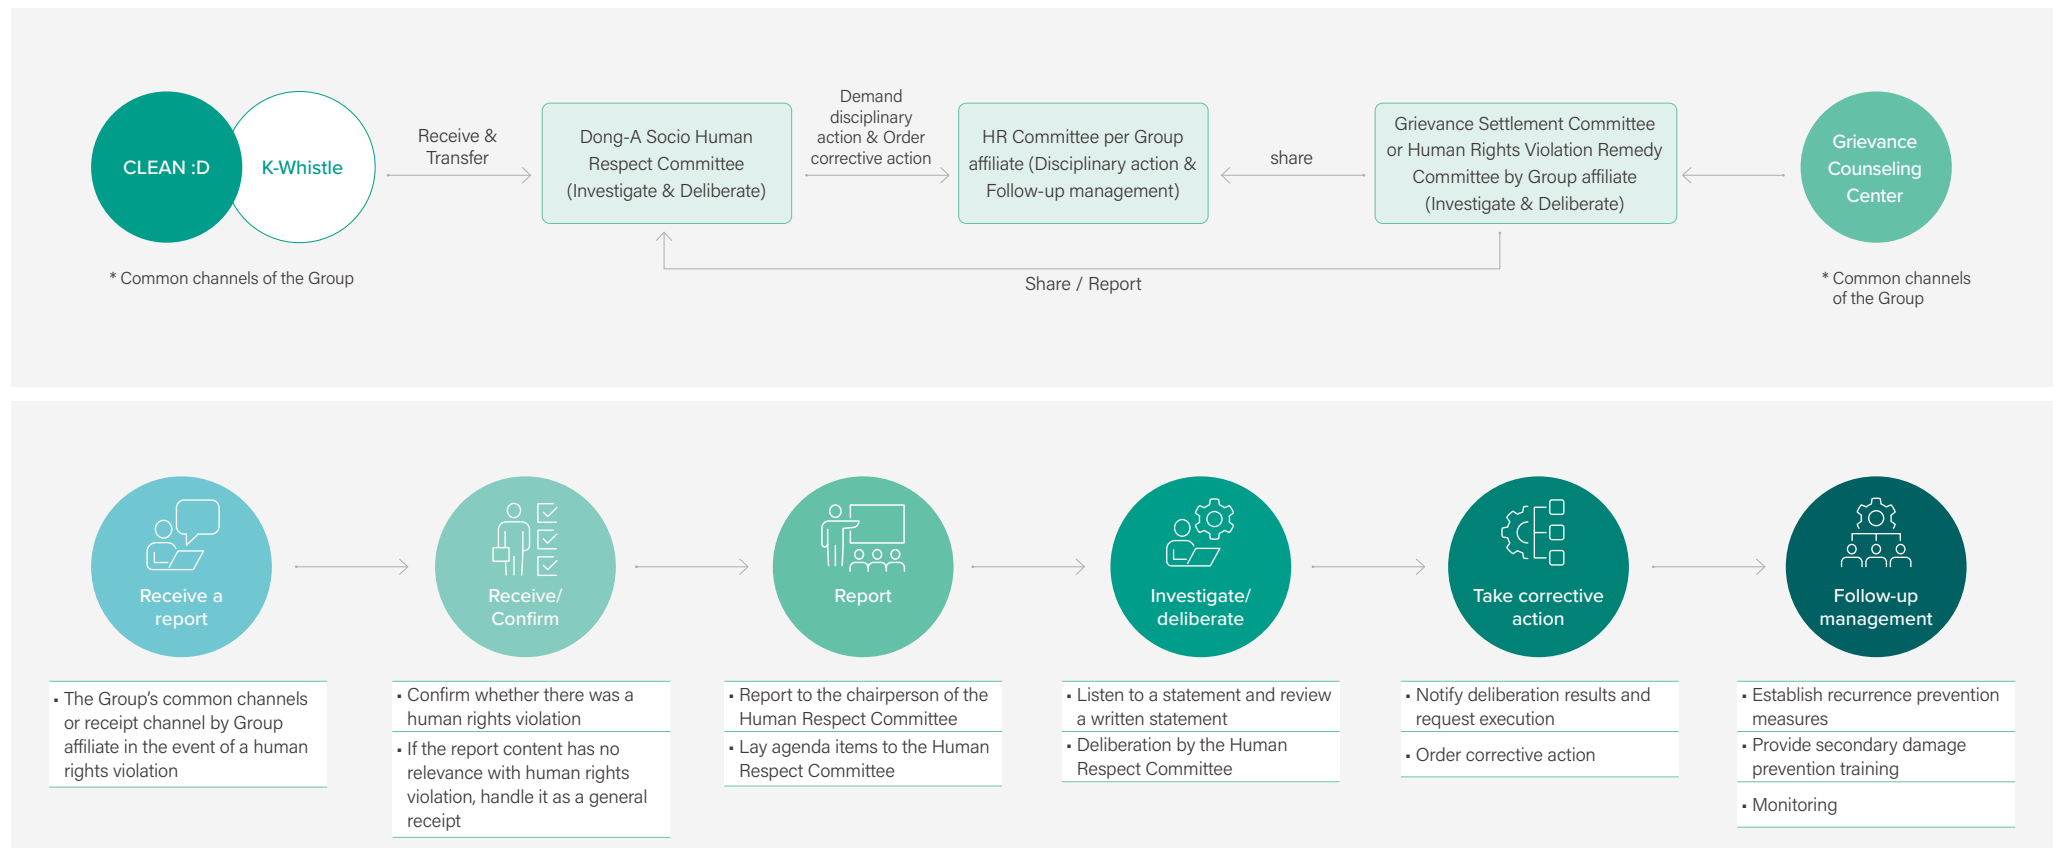 CLEAN :D
K-Whistle
* Common channels of the Group
Receive &
Transfer
Dong-A Socio Human
Respect Committee
(Investigate & Deliberate)
Demand
disciplinary
action & Order
corrective action
HR Committee per Group
affiliate (Disciplinary action &
Follow-up management)
share
Grievance Settlement Committee
or Human Rights Violation Remedy
Committee by Group affiliate
(Investigate & Deliberate)
Grievance
Counseling
Center
* Common channels
of the Group
Share / Report
Receive a
report
▪ The Group's common channels
or receipt channel by Group
affiliate in the event of a human
rights violation
Receive/
Confirm
▪ Confirm whether there was a
human rights violation
▪ If the report content has no
relevance with human rights
violation, handle it as a general
receipt
Report
▪ Report to the chairperson of the
Human Respect Committee
▪ Lay agenda items to the Human
Respect Committee
Investigate/
deliberate
▪ Listen to a statement and review
a written statement
▪ Deliberation by the Human
Respect Committee
Take corrective
action
▪ Notify deliberation results and
request execution
▪ Order corrective action
Follow-up
management
▪ Establish recurrence prevention
measures
▪ Provide secondary damage
prevention training
▪ Monitoring